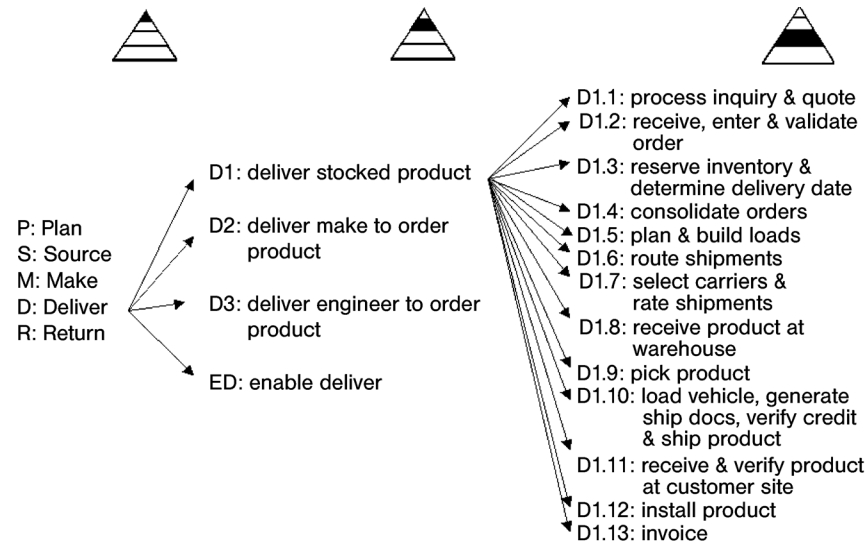 P: Plan
S: Source
M: Make
D: Deliver
R: Return
D1: deliver stocked product
D2: deliver make to order
product
D3: deliver engineer to order
product
ED: enable deliver
D1.1: process inquiry & quote
D1.2: receive, enter & validate
order
D1.3: reserve inventory &
determine delivery date
D1.4: consolidate orders
D1.5: plan & build loads
D1.6: route shipments
D1.7: select carriers &
rate shipments
D1.8: receive product at
warehouse
D1.9: pick product
D1.10: load vehicle, generate
ship docs, verify credit
& ship product
D1.11: receive & verify product
at customer site
D1.12: install product
D1.13: invoice